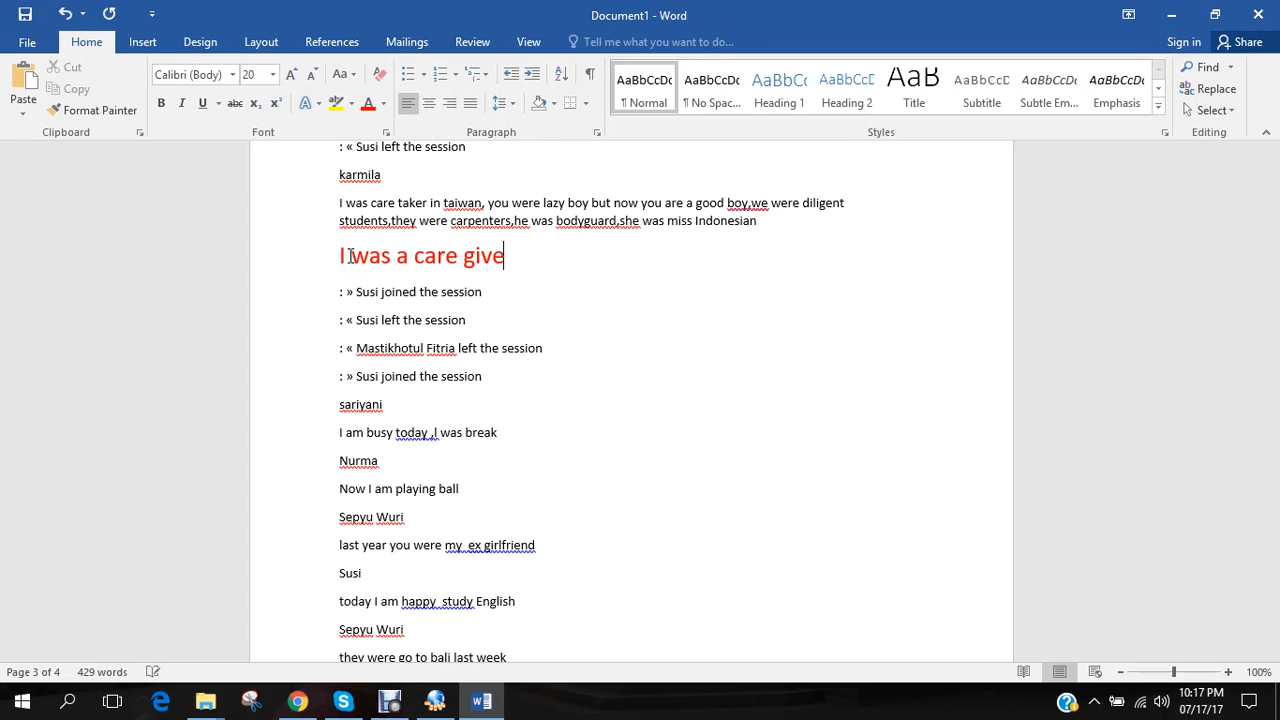 Document1 - Word
File Home Insert Design Layout References Mailings Review View Tell me what you want to do... Sign in Share
Paste Cut Copy Format Painter
Calibri (Body) 20
AaBbCcDc AaBbCcDc AaBbCc AaBbCcE AaB AaBbCcD AaBbCcDc AaBbCcDc
¶ Normal ¶ No Spac... Heading 1 Heading 2 Title Subtitle Subtle Em... Emphasis
Find Replace Select
Clipboard Font Paragraph Styles Editing
: « Susi left the session
karmila
I was care taker in taiwan, you were lazy boy but now you are a good boy,we were diligent
students,they were carpenters,he was bodyguard,she was miss Indonesian
I was a care give
: » Susi joined the session
: « Susi left the session
: « Mastikhotul Fitria left the session
: » Susi joined the session
sariyani
I am busy today ,l was break
Nurma
Now I am playing ball
Sepyu Wuri
last year you were my  ex girlfriend
Susi
today I am happy  study English
Sepyu Wuri
they were go to bali last week
Page 3 of 4 429 words 100%
10:17 PM
07/17/17